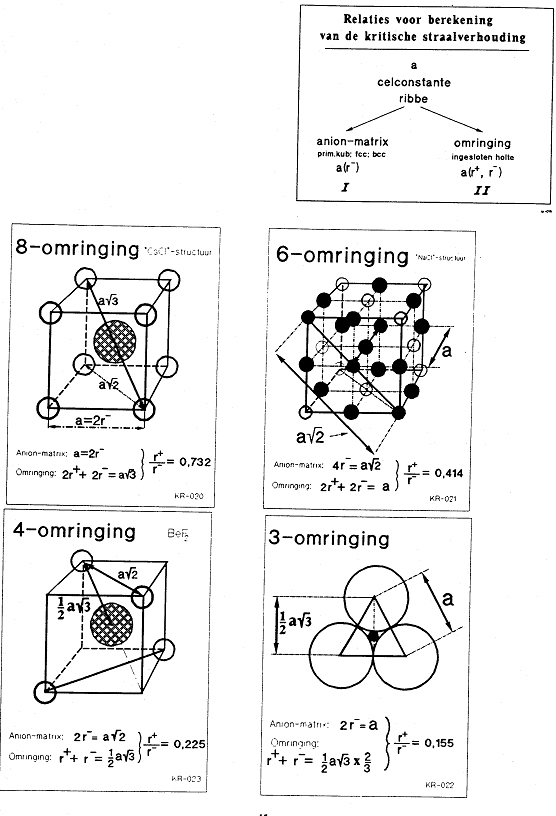 Relaties voor berekening
van de kritische straalverhouding
a
celconstante
ribbe
anion-matrix
prim.kub; fcc; bcc
a(r⁻)
I
omringing
ingesloten holte
a(r⁺, r⁻)
II
8-omringing "CsCl"-structuur
a√3
a√2
a=2r⁻
Anion-matrix: a=2r⁻
Omringing: 2r⁺+ 2r⁻=a√3
r⁺/r⁻ = 0,732
KR-020
6-omringing "NaCl"-structuur
a
a√2
Anion-matrix: 4r⁻=a√2
Omringing: 2r⁺+ 2r⁻= a
r⁺/r⁻ = 0,414
KR-021
4-omringing BeF₂
a√2
½a√3
Anion-matrix: 2r⁻= a√2
Omringing: r⁺+ r⁻= ½a√3
r⁺/r⁻ = 0,225
KR-023
3-omringing
½a√3
a
Anion-matrix: 2r⁻= a
Omringing:
r⁺+ r⁻= ½a√3 x ⅔
r⁺/r⁻ = 0,155
KR-022